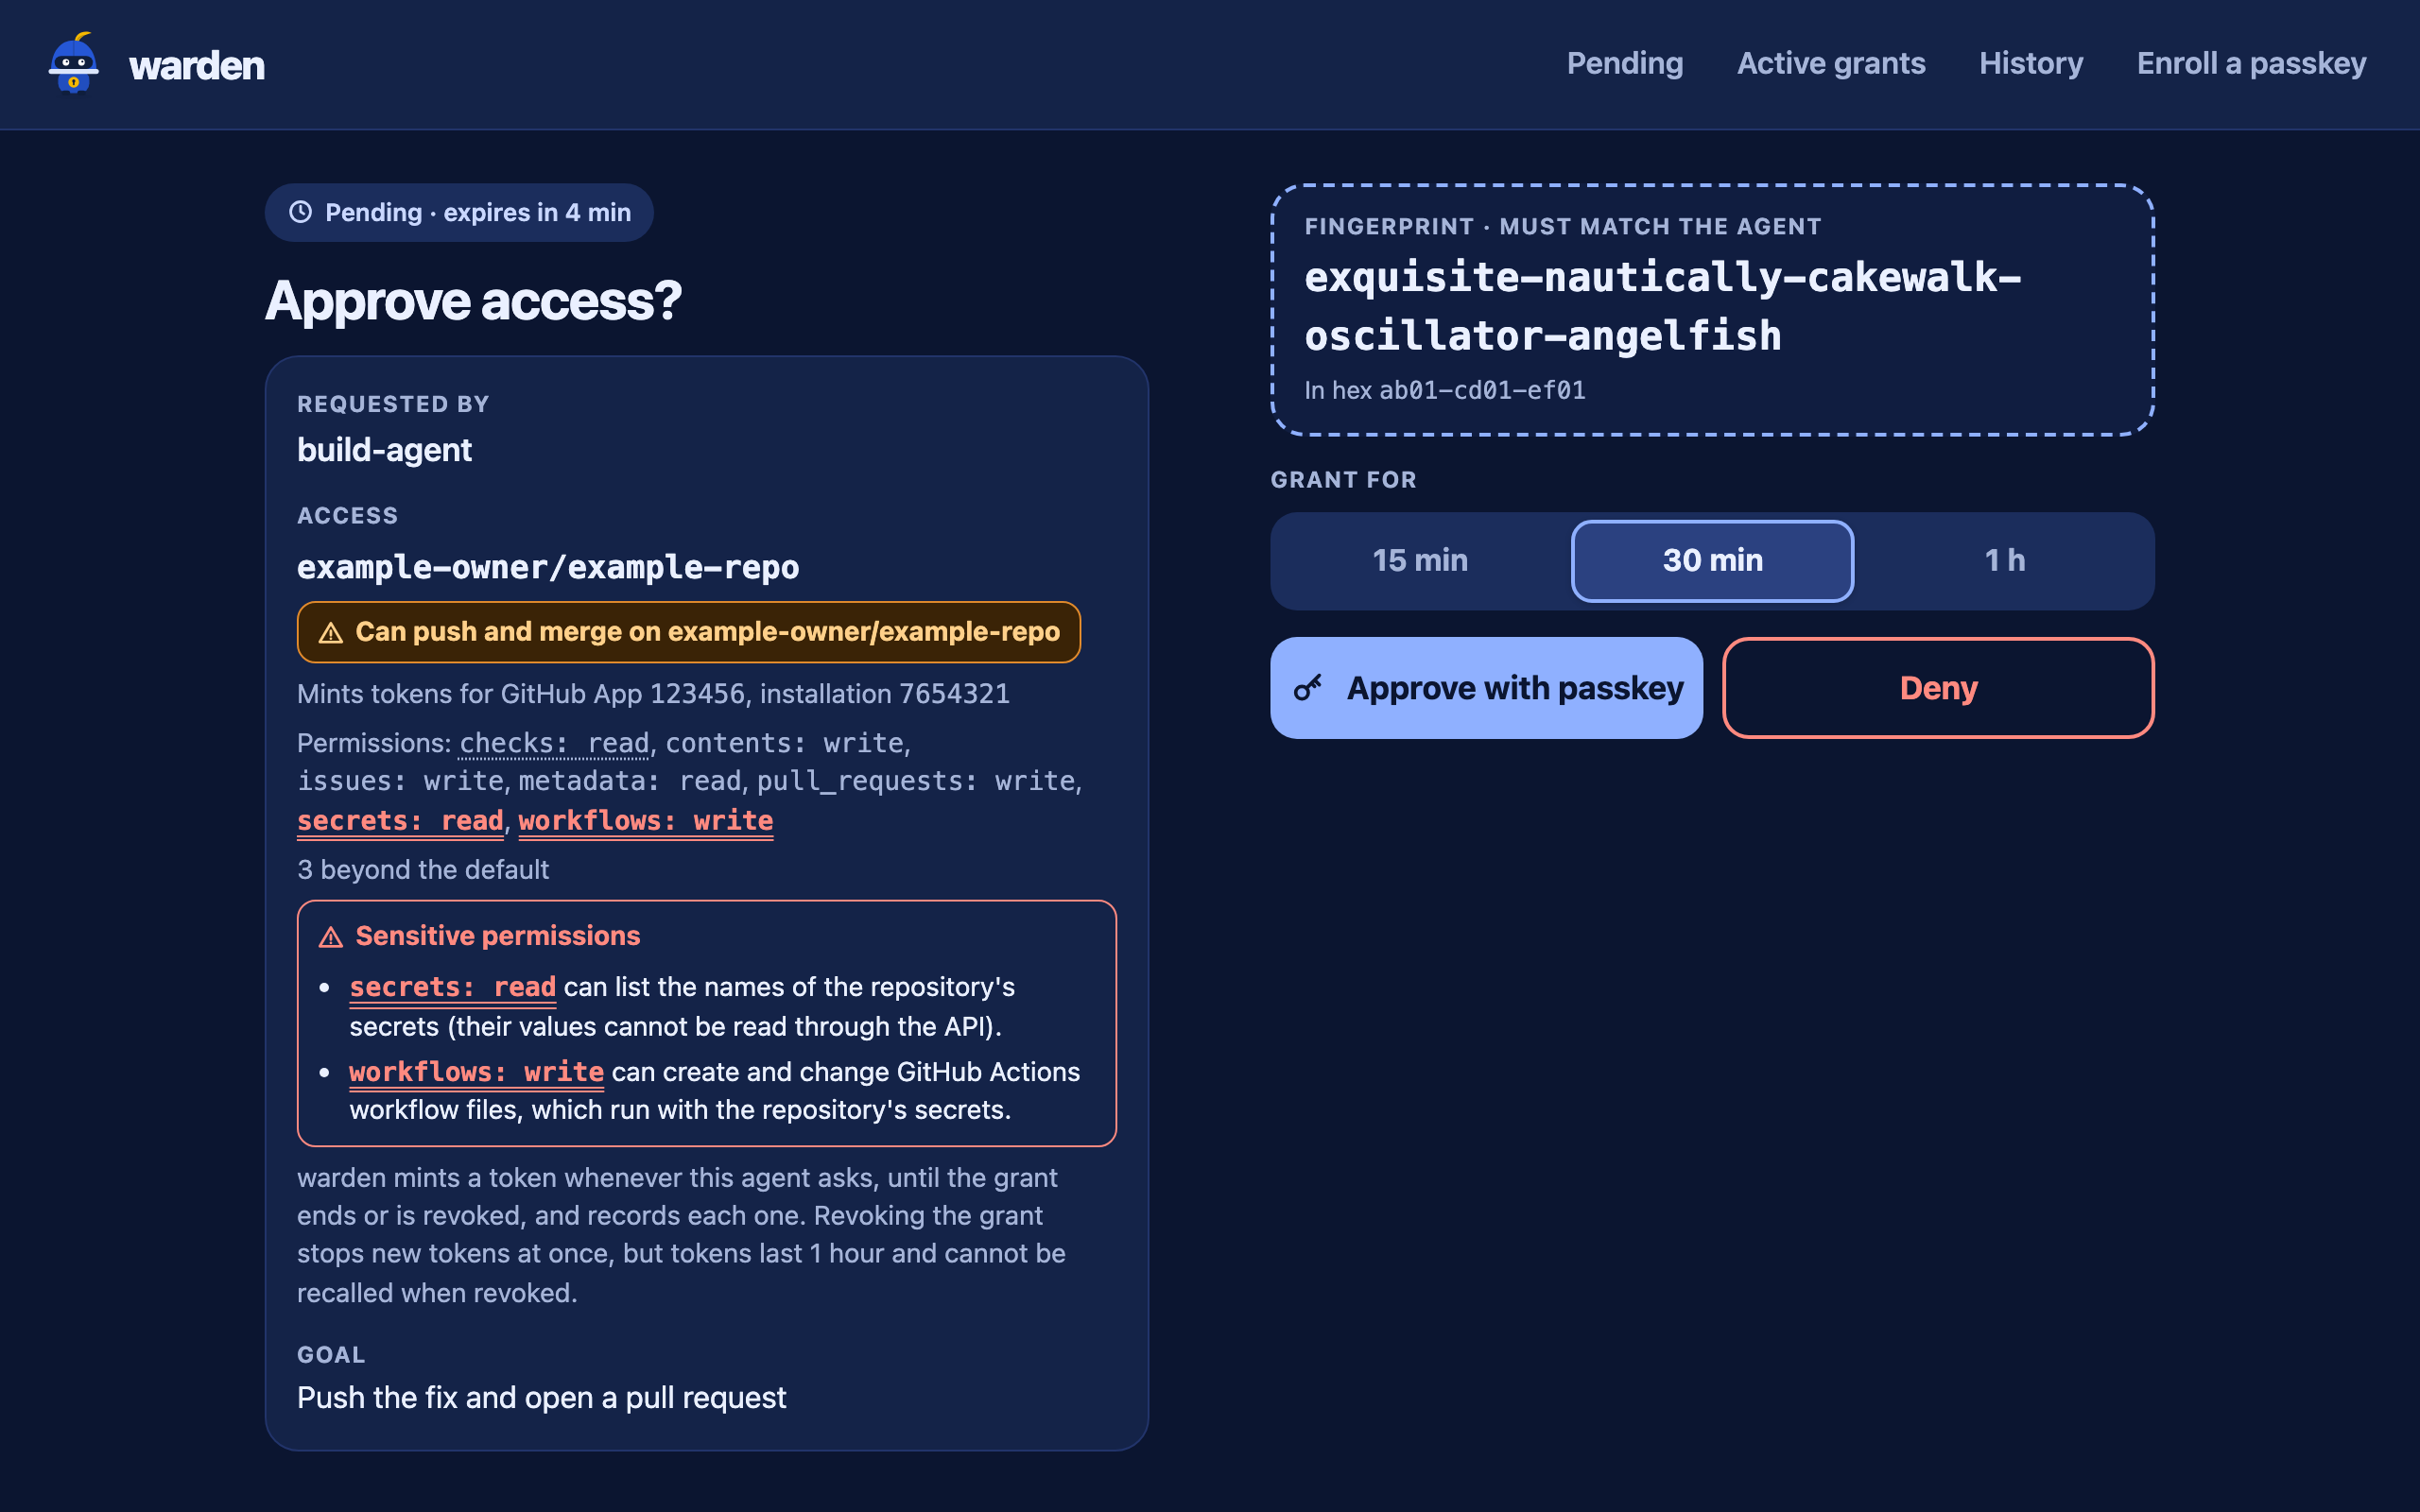 warden
Pending
Active grants
History
Enroll a passkey
Pending · expires in 4 min
Approve access?
REQUESTED BY
build-agent
ACCESS
example-owner/example-repo
Can push and merge on example-owner/example-repo
Mints tokens for GitHub App 123456, installation 7654321
Permissions: checks: read, contents: write,
issues: write, metadata: read, pull_requests: write,
secrets: read, workflows: write
3 beyond the default
Sensitive permissions
• secrets: read can list the names of the repository's
secrets (their values cannot be read through the API).
• workflows: write can create and change GitHub Actions
workflow files, which run with the repository's secrets.
warden mints a token whenever this agent asks, until the grant
ends or is revoked, and records each one. Revoking the grant
stops new tokens at once, but tokens last 1 hour and cannot be
recalled when revoked.
GOAL
Push the fix and open a pull request
FINGERPRINT · MUST MATCH THE AGENT
exquisite-nautically-cakewalk-
oscillator-angelfish
In hex ab01-cd01-ef01
GRANT FOR
15 min
30 min
1 h
Approve with passkey
Deny